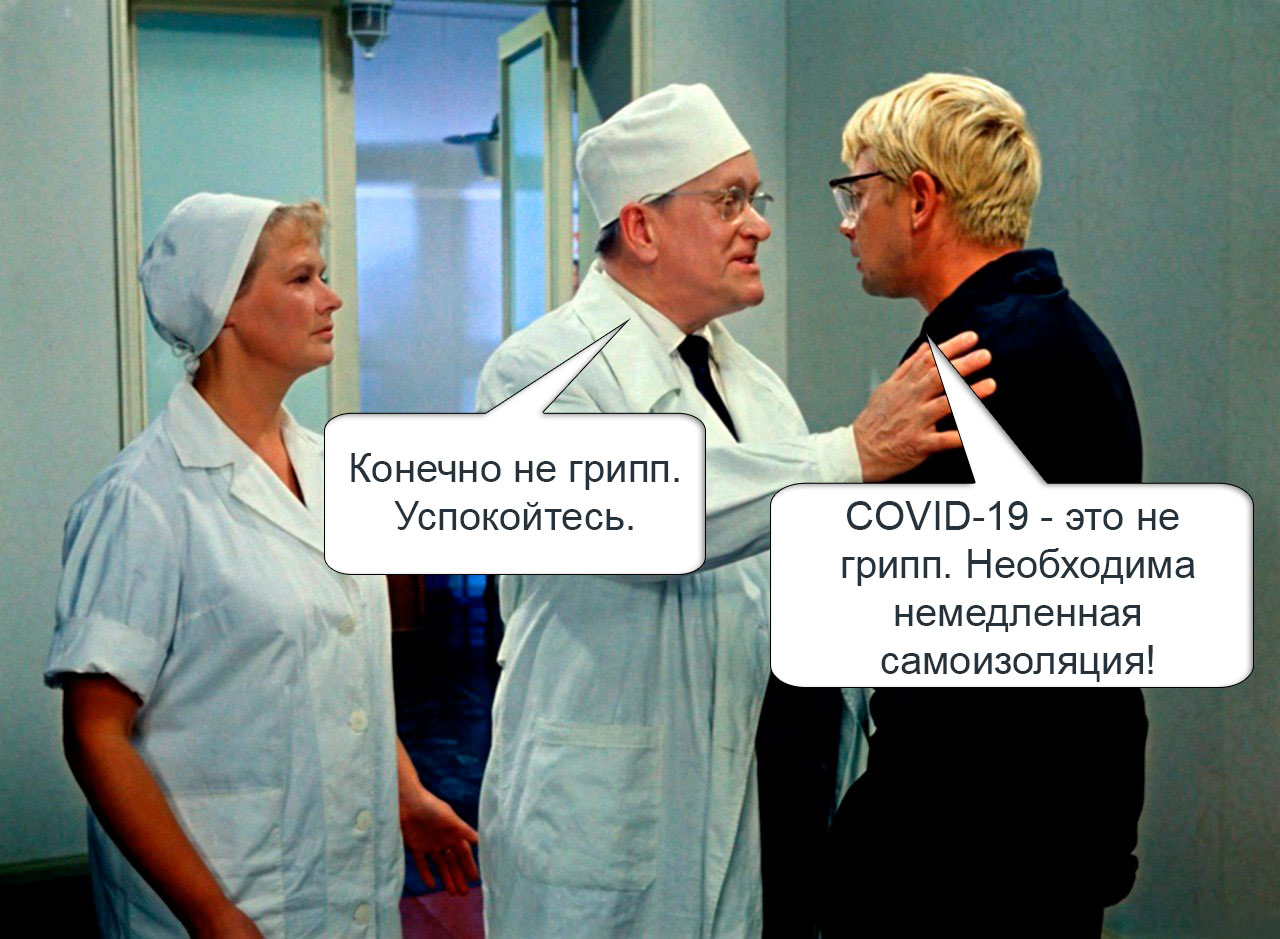 Конечно не грипп.
Успокойтесь.
COVID-19 - это не
грипп. Необходима
немедленная
самоизоляция!